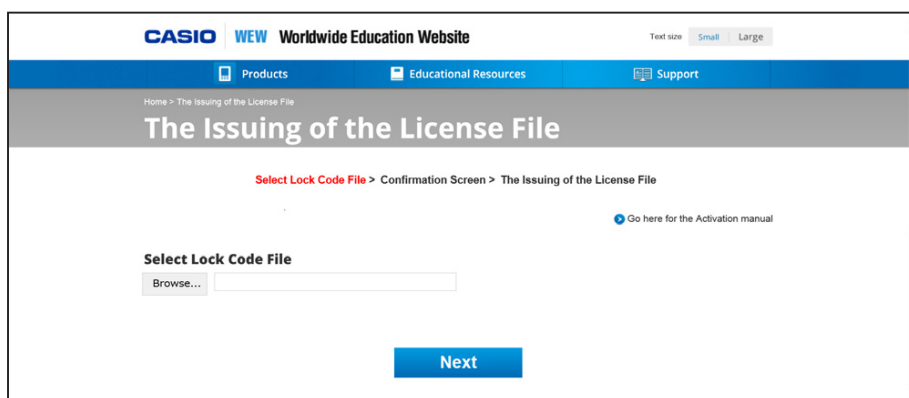 CASIO WEW Worldwide Education Website Text size Small Large
Products Educational Resources Support
Home > The Issuing of the License File
The Issuing of the License File
Select Lock Code File > Confirmation Screen > The Issuing of the License File
Go here for the Activation manual
Select Lock Code File
Browse...
Next